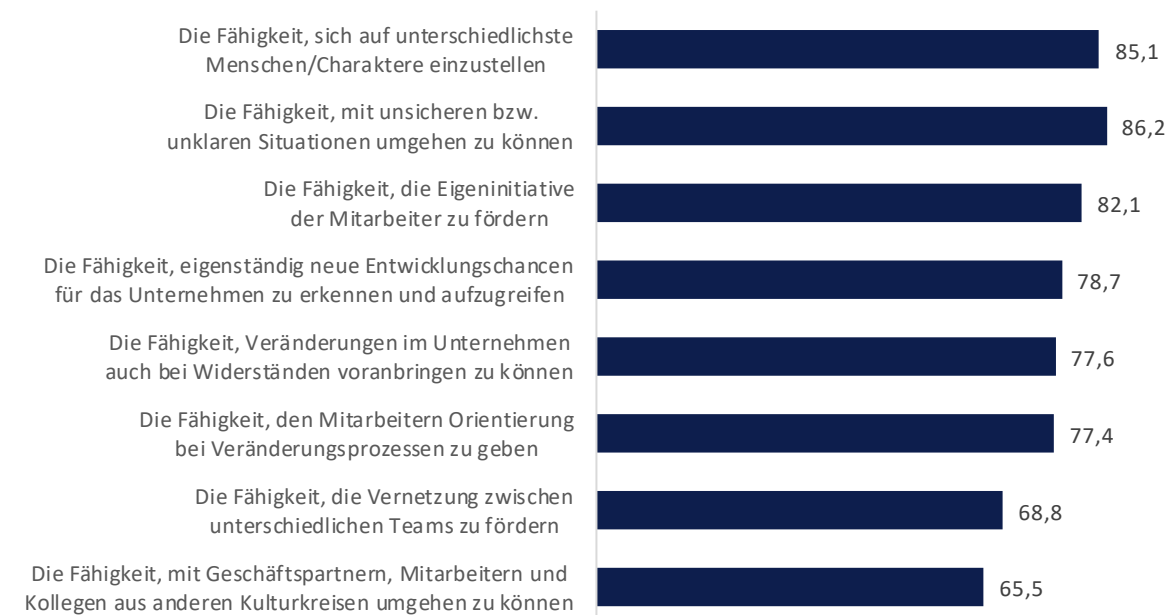 Die Fähigkeit, sich auf unterschiedlichste
Menschen/Charaktere einzustellen
85,1
Die Fähigkeit, mit unsicheren bzw.
unklaren Situationen umgehen zu können
86,2
Die Fähigkeit, die Eigeninitiative
der Mitarbeiter zu fördern
82,1
Die Fähigkeit, eigenständig neue Entwicklungschancen
für das Unternehmen zu erkennen und aufzugreifen
78,7
Die Fähigkeit, Veränderungen im Unternehmen
auch bei Widerständen voranbringen zu können
77,6
Die Fähigkeit, den Mitarbeitern Orientierung
bei Veränderungsprozessen zu geben
77,4
Die Fähigkeit, die Vernetzung zwischen
unterschiedlichen Teams zu fördern
68,8
Die Fähigkeit, mit Geschäftspartnern, Mitarbeitern und
Kollegen aus anderen Kulturkreisen umgehen zu können
65,5